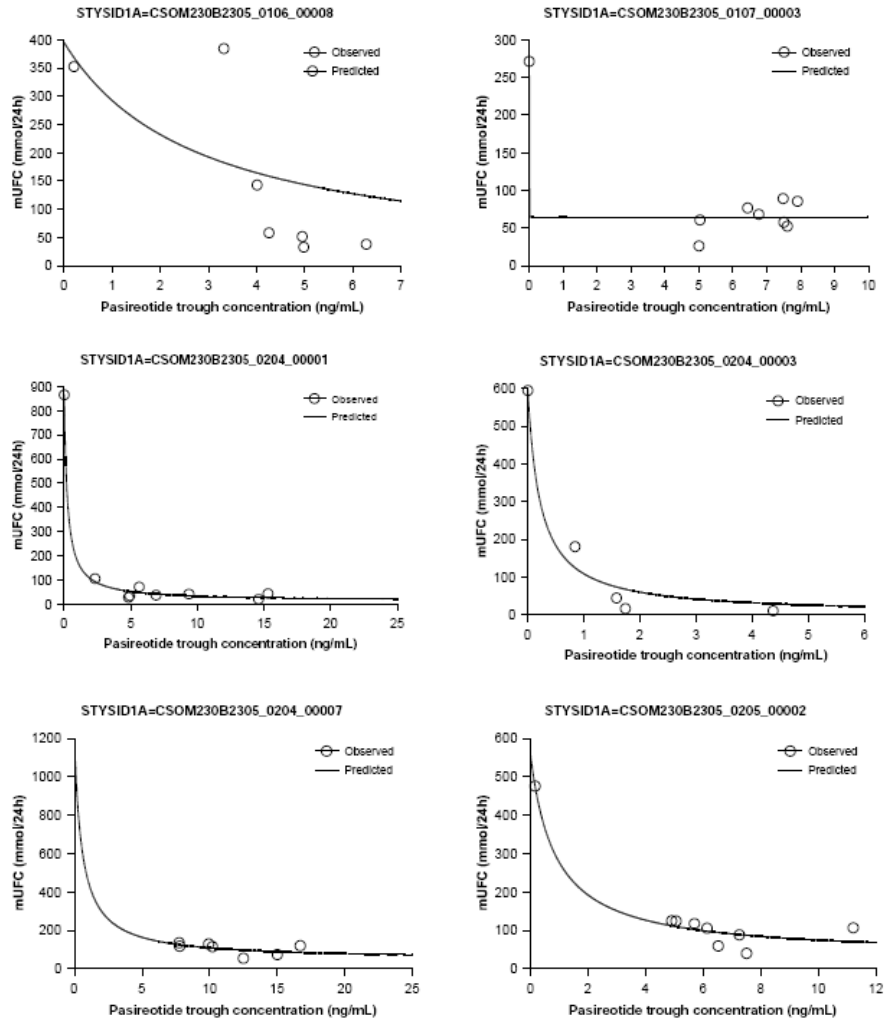 STYSID1A=CSOM230B2305_0106_00008
400
350
300
250
200
150
100
50
0
mUFC (mmol/24h)
Observed
Predicted
0 1 2 3 4 5 6 7
Pasireotide trough concentration (ng/mL)
STYSID1A=CSOM230B2305_0107_00003
300
250
200
150
100
50
0
mUFC (mmol/24h)
Observed
Predicted
0 1 2 3 4 5 6 7 8 9 10
Pasireotide trough concentration (ng/mL)
STYSID1A=CSOM230B2305_0204_00001
900
800
700
600
500
400
300
200
100
0
mUFC (mmol/24h)
Observed
Predicted
0 5 10 15 20 25
Pasireotide trough concentration (ng/mL)
STYSID1A=CSOM230B2305_0204_00003
600
500
400
300
200
100
0
mUFC (mmol/24h)
Observed
Predicted
0 2 4 6
Pasireotide trough concentration (ng/mL)
STYSID1A=CSOM230B2305_0204_00007
1200
1000
800
600
400
200
0
mUFC (mmol/24h)
Observed
Predicted
0 5 10 15 20 25
Pasireotide trough concentration (ng/mL)
STYSID1A=CSOM230B2305_0205_00002
600
500
400
300
200
100
0
mUFC (mmol/24h)
Observed
Predicted
0 2 4 6 8 10 12
Pasireotide trough concentration (ng/mL)